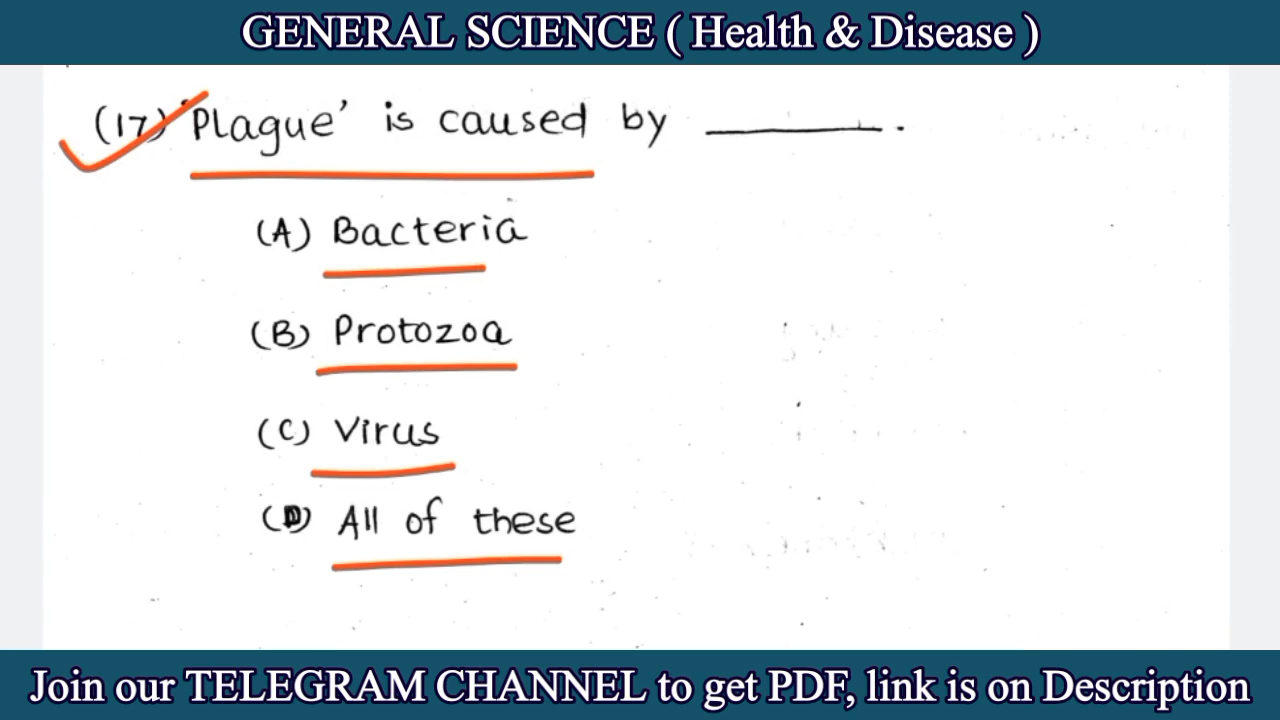 GENERAL SCIENCE ( Health & Disease )
(17) 'Plague' is caused by ________.
(A) Bacteria
(B) Protozoa
(C) Virus
(D) All of these
Join our TELEGRAM CHANNEL to get PDF, link is on Description